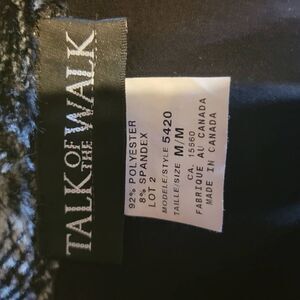 TALK OF THE WALK
92% POLYESTER
8% SPANDEX
LOT 2
MODELE/STYLE 5420
TAILLE/SIZE M/M
CA. 15560
FABRIQUE AU CANADA
MADE IN CANADA